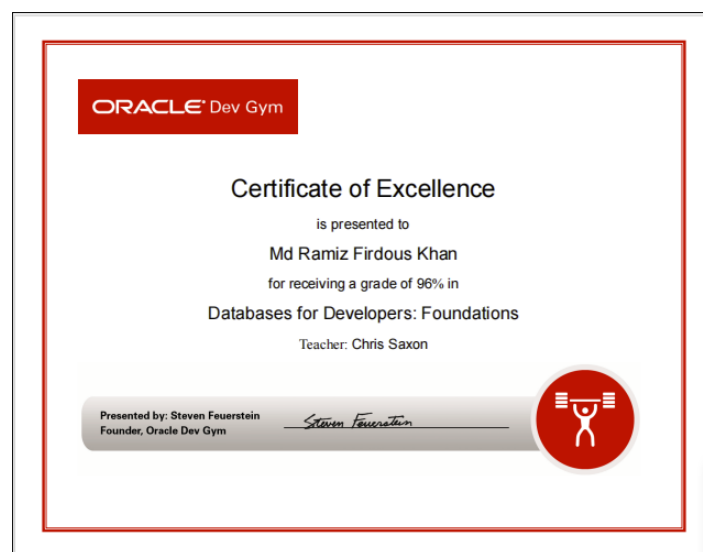 ORACLE Dev Gym
Certificate of Excellence
is presented to
Md Ramiz Firdous Khan
for receiving a grade of 96% in
Databases for Developers: Foundations
Teacher: Chris Saxon
Presented by: Steven Feuerstein
Founder, Oracle Dev Gym
Steven Feuerstein